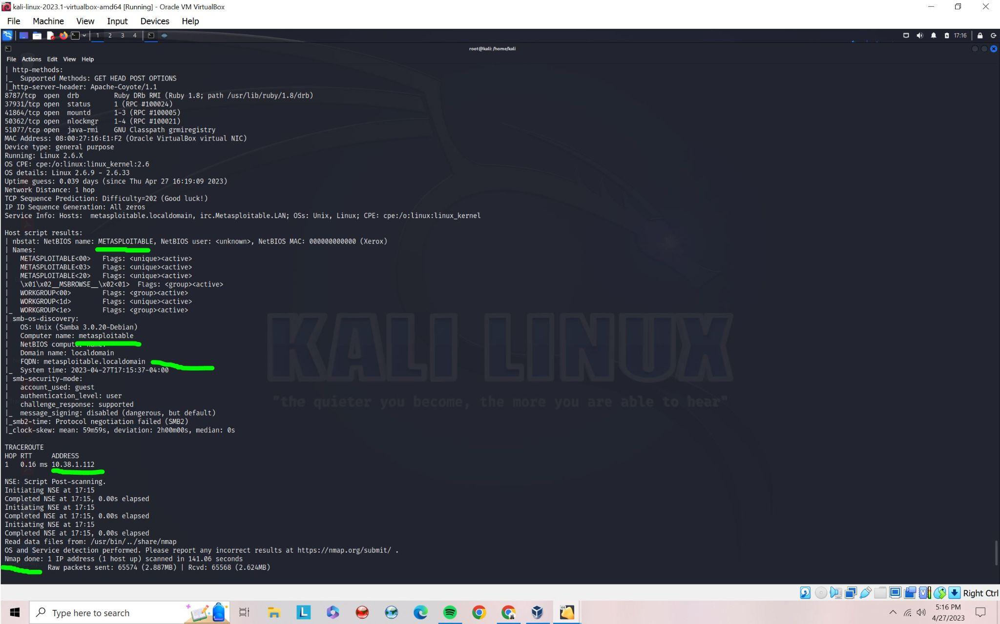 kali-linux-2023.1-virtualbox-amd64 [Running] - Oracle VM VirtualBox
File Machine View Input Devices Help
1 2 3 4 17:16
root@kali: /home/kali
File Actions Edit View Help
| http-methods:
|_  Supported Methods: GET HEAD POST OPTIONS
|_http-server-header: Apache-Coyote/1.1
8787/tcp  open  drb         Ruby DRb RMI (Ruby 1.8; path /usr/lib/ruby/1.8/drb)
37931/tcp open  status      1 (RPC #100024)
41864/tcp open  mountd      1-3 (RPC #100005)
50362/tcp open  nlockmgr    1-4 (RPC #100021)
51077/tcp open  java-rmi    GNU Classpath grmiregistry
MAC Address: 08:00:27:16:E1:F2 (Oracle VirtualBox virtual NIC)
Device type: general purpose
Running: Linux 2.6.X
OS CPE: cpe:/o:linux:linux_kernel:2.6
OS details: Linux 2.6.9 - 2.6.33
Uptime guess: 0.039 days (since Thu Apr 27 16:19:09 2023)
Network Distance: 1 hop
TCP Sequence Prediction: Difficulty=202 (Good luck!)
IP ID Sequence Generation: All zeros
Service Info: Hosts:  metasploitable.localdomain, irc.Metasploitable.LAN; OSs: Unix, Linux; CPE: cpe:/o:linux:linux_kernel
Host script results:
| nbstat: NetBIOS name: METASPLOITABLE, NetBIOS user: <unknown>, NetBIOS MAC: 000000000000 (Xerox)
| Names:
|   METASPLOITABLE<00>   Flags: <unique><active>
|   METASPLOITABLE<03>   Flags: <unique><active>
|   METASPLOITABLE<20>   Flags: <unique><active>
|   \x01\x02__MSBROWSE__\x02<01>  Flags: <group><active>
|   WORKGROUP<00>        Flags: <group><active>
|   WORKGROUP<1d>        Flags: <unique><active>
|_  WORKGROUP<1e>        Flags: <group><active>
| smb-os-discovery:
|   OS: Unix (Samba 3.0.20-Debian)
|   Computer name: metasploitable
|   NetBIOS computer name:
|   Domain name: localdomain
|   FQDN: metasploitable.localdomain
|_  System time: 2023-04-27T17:15:37-04:00
| smb-security-mode:
|   account_used: guest
|   authentication_level: user
|   challenge_response: supported
|_  message_signing: disabled (dangerous, but default)
|_smb2-time: Protocol negotiation failed (SMB2)
|_clock-skew: mean: 59m59s, deviation: 2h00m00s, median: 0s
KALI LINUX
"the quieter you become, the more you are able to hear"
TRACEROUTE
HOP RTT     ADDRESS
1   0.16 ms 10.38.1.112
NSE: Script Post-scanning.
Initiating NSE at 17:15
Completed NSE at 17:15, 0.00s elapsed
Initiating NSE at 17:15
Completed NSE at 17:15, 0.00s elapsed
Initiating NSE at 17:15
Completed NSE at 17:15, 0.00s elapsed
Read data files from: /usr/bin/../share/nmap
OS and Service detection performed. Please report any incorrect results at https://nmap.org/submit/ .
Nmap done: 1 IP address (1 host up) scanned in 141.06 seconds
Raw packets sent: 65574 (2.887MB) | Rcvd: 65568 (2.624MB)
Right Ctrl
Type here to search
L
64
5:16 PM
4/27/2023